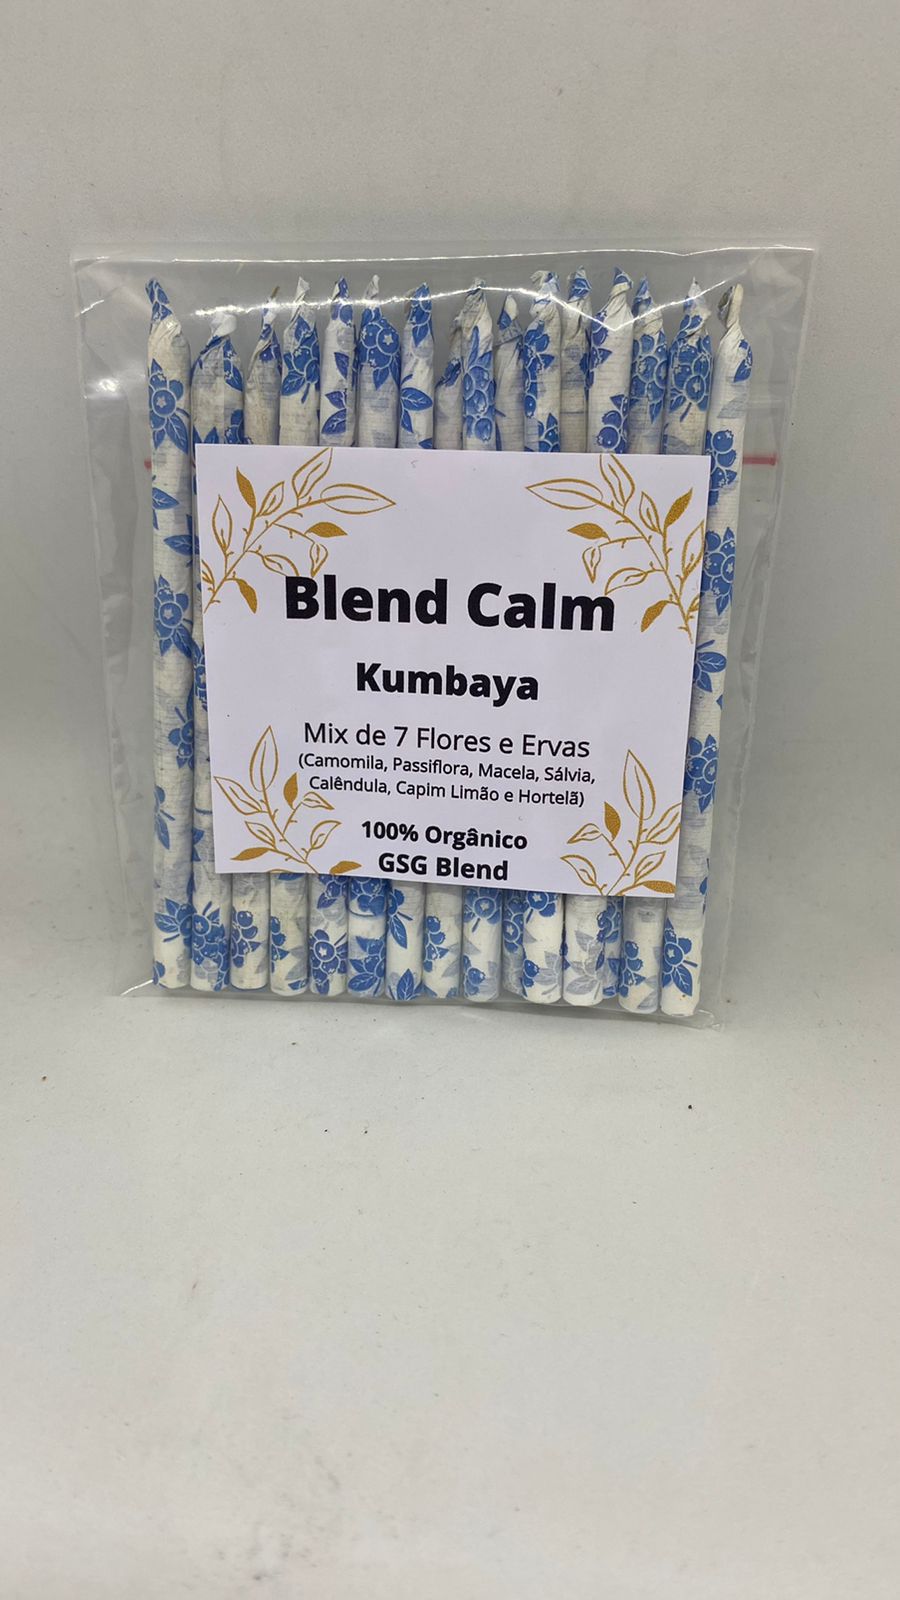 Blend Calm
Kumbaya
Mix de 7 Flores e Ervas
(Camomila, Passiflora, Macela, Sálvia,
Calêndula, Capim Limão e Hortelã)
100% Orgânico
GSG Blend